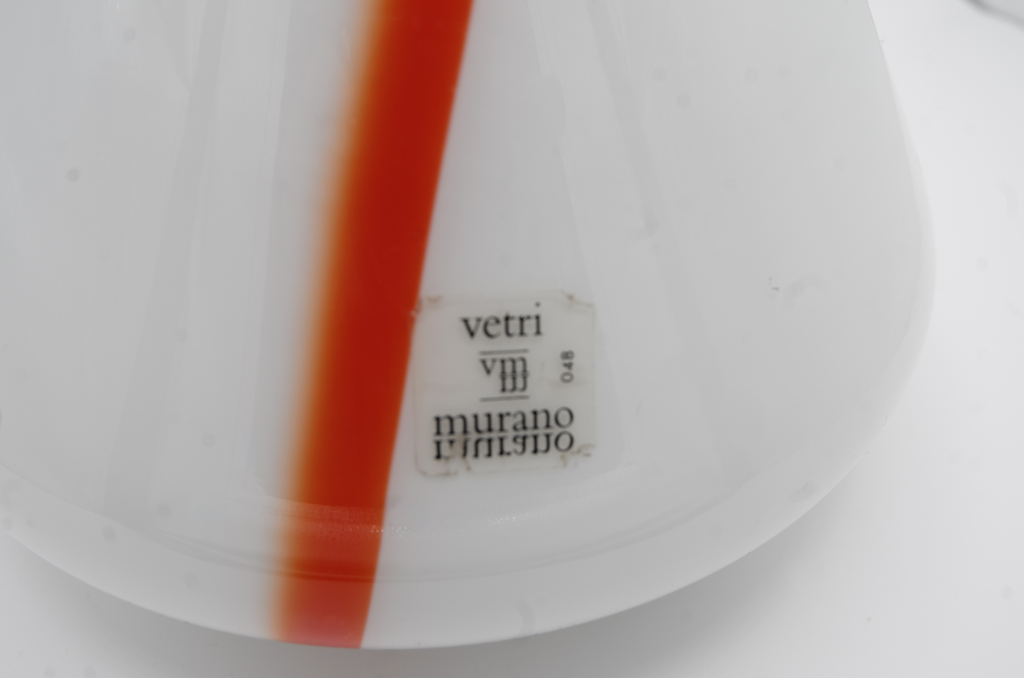 vetri
vm
048
murano